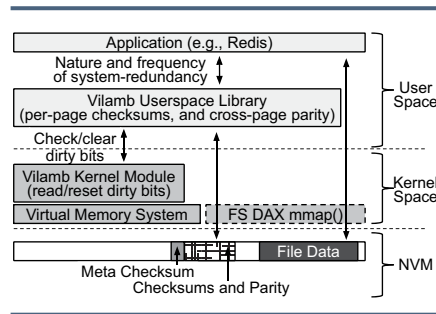 Application (e.g., Redis)
Nature and frequency
of system-redundancy
Vilamb Userspace Library
(per-page checksums, and cross-page parity)
User
Space
Check/clear
dirty bits
Vilamb Kernel Module
(read/reset dirty bits)
Virtual Memory System
FS DAX mmap()
Kernel
Space
File Data
NVM
Meta Checksum
Checksums and Parity